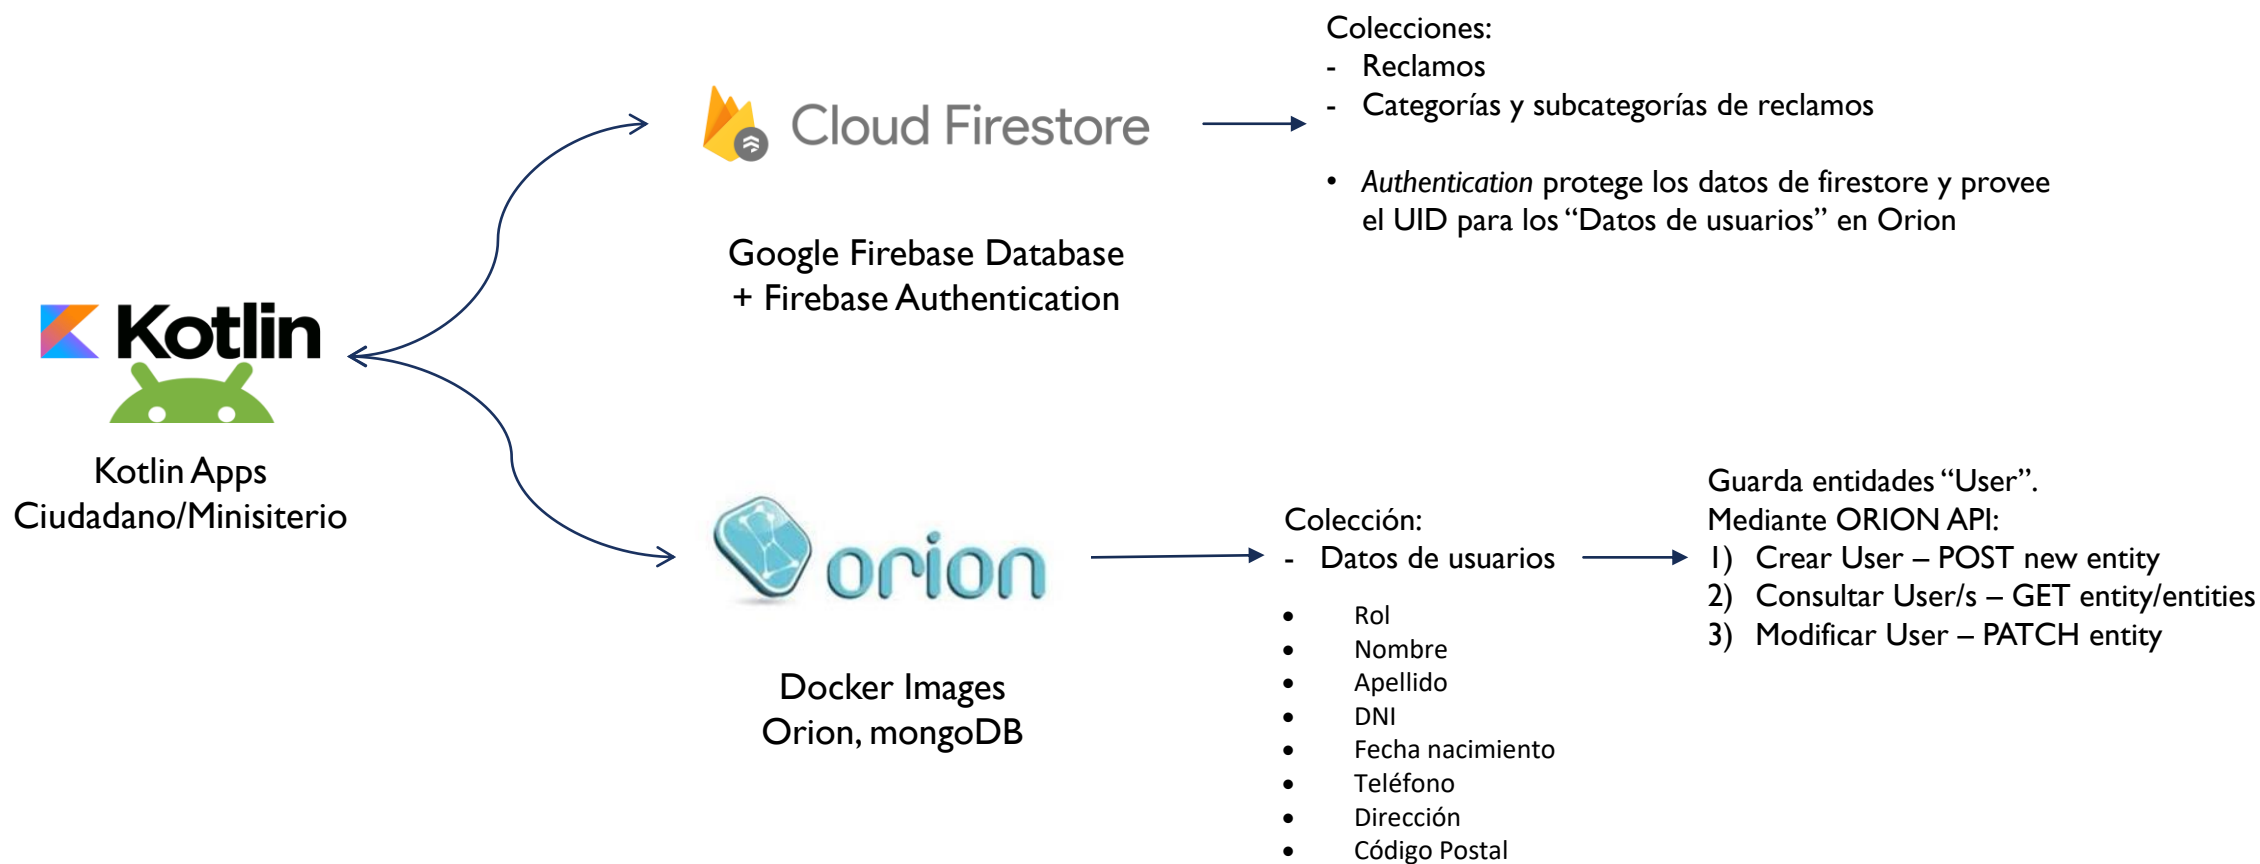 Colecciones:
- Reclamos
- Categorías y subcategorías de reclamos
• Authentication protege los datos de firestore y provee
el UID para los “Datos de usuarios” en Orion
Cloud Firestore
Google Firebase Database
+ Firebase Authentication
Kotlin
Kotlin Apps
Ciudadano/Minisiterio
orion
Docker Images
Orion, mongoDB
Colección:
- Datos de usuarios
• Rol
• Nombre
• Apellido
• DNI
• Fecha nacimiento
• Teléfono
• Dirección
• Código Postal
Guarda entidades “User”.
Mediante ORION API:
1) Crear User – POST new entity
2) Consultar User/s – GET entity/entities
3) Modificar User – PATCH entity